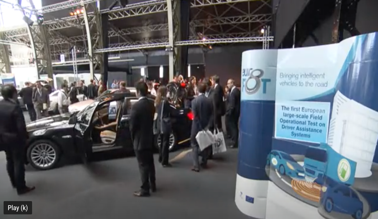 Bringing intelligent
vehicles to the road
The first European
large-scale Field
Operational Test on
Driver Assistance
Systems
Play (k)